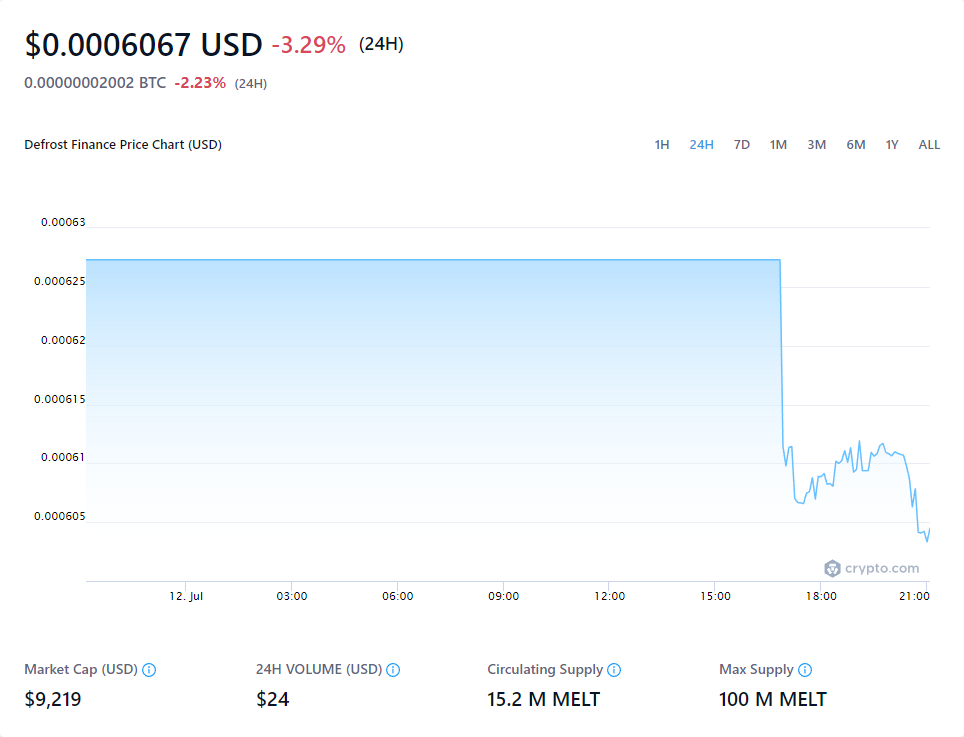 $0.0006067 USD -3.29% (24H)
0.00000002002 BTC -2.23% (24H)
Defrost Finance Price Chart (USD) 1H 24H 7D 1M 3M 6M 1Y ALL
0.00063
0.000625
0.00062
0.000615
0.00061
0.000605
crypto.com
12. Jul 03:00 06:00 09:00 12:00 15:00 18:00 21:00
Market Cap (USD) 24H VOLUME (USD) Circulating Supply Max Supply
$9,219 $24 15.2 M MELT 100 M MELT